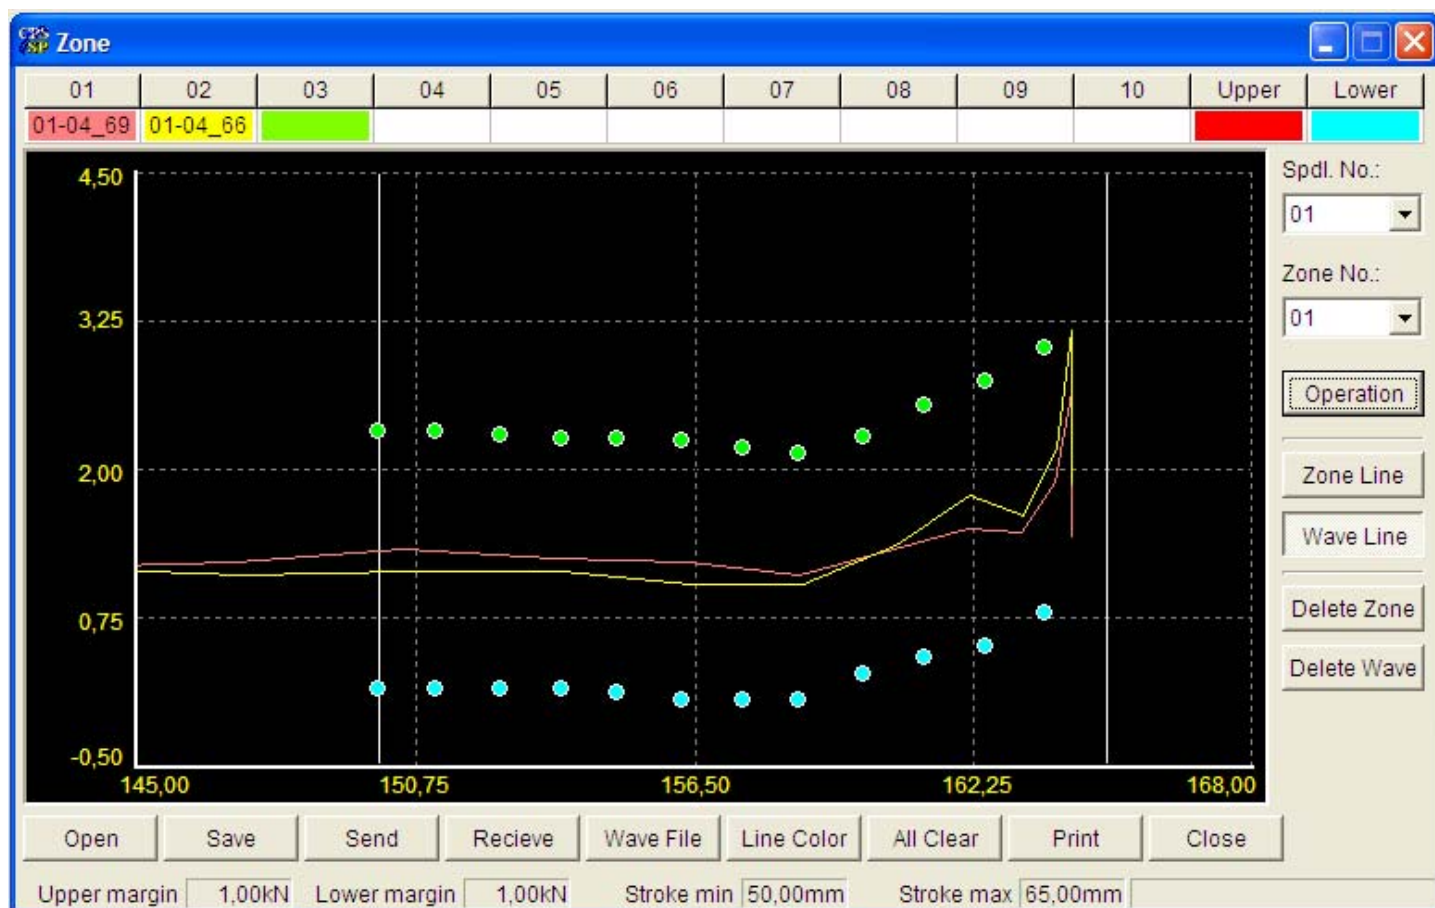 CPS SP Zone
01 02 03 04 05 06 07 08 09 10 Upper Lower
01-04_69 01-04_66
4,50
3,25
2,00
0,75
-0,50
145,00 150,75 156,50 162,25 168,00
Spdl. No.:
01
Zone No.:
01
Operation
Zone Line
Wave Line
Delete Zone
Delete Wave
Open Save Send Recieve Wave File Line Color All Clear Print Close
Upper margin 1,00kN Lower margin 1,00kN Stroke min 50,00mm Stroke max 65,00mm